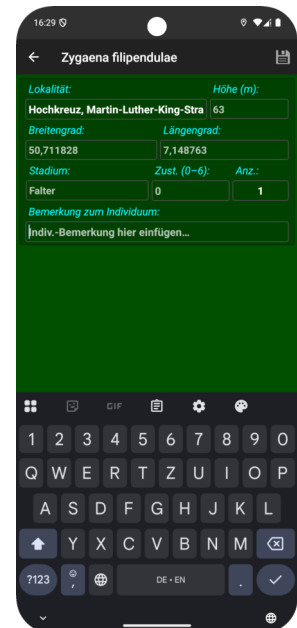 16:29
Zygaena filipendulae
Lokalität: Höhe (m):
Hochkreuz, Martin-Luther-King-Stra 63
Breitengrad: Längengrad:
50,711828 7,148763
Stadium: Zust. (0–6): Anz.:
Falter 0 1
Bemerkung zum Individuum:
Indiv.-Bemerkung hier einfügen…
GIF
1 2 3 4 5 6 7 8 9 0
Q W E R T Z U I O P
A S D F G H J K L
Y X C V B N M
?123 , DE • EN .